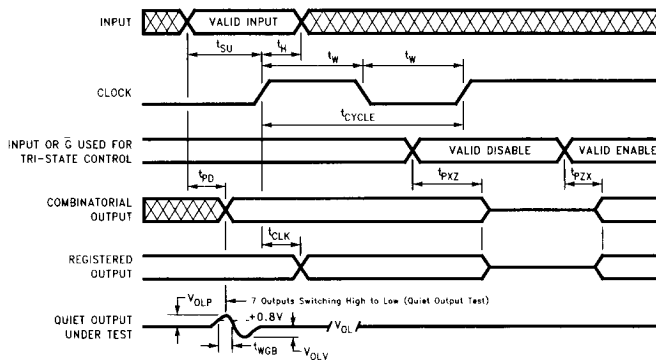 INPUT
VALID INPUT
tSU
tH
tW
tW
CLOCK
tCYCLE
INPUT OR G̅ USED FOR
TRI-STATE CONTROL
VALID DISABLE
VALID ENABLE
tPD
tPXZ
tPZX
COMBINATORIAL
OUTPUT
tCLK
REGISTERED
OUTPUT
7 Outputs Switching High to Low (Quiet Output Test)
VOLP
+0.8V
QUIET OUTPUT
UNDER TEST
VOL
tWGB
VOLV